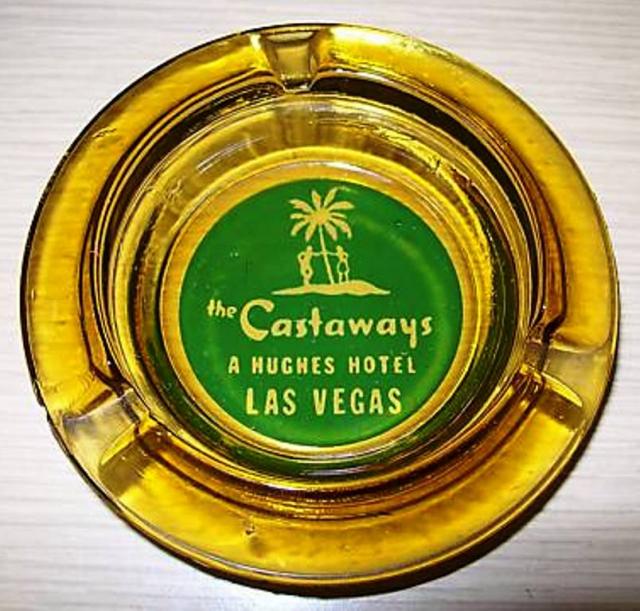 the Castaways
A HUGHES HOTEL
LAS VEGAS